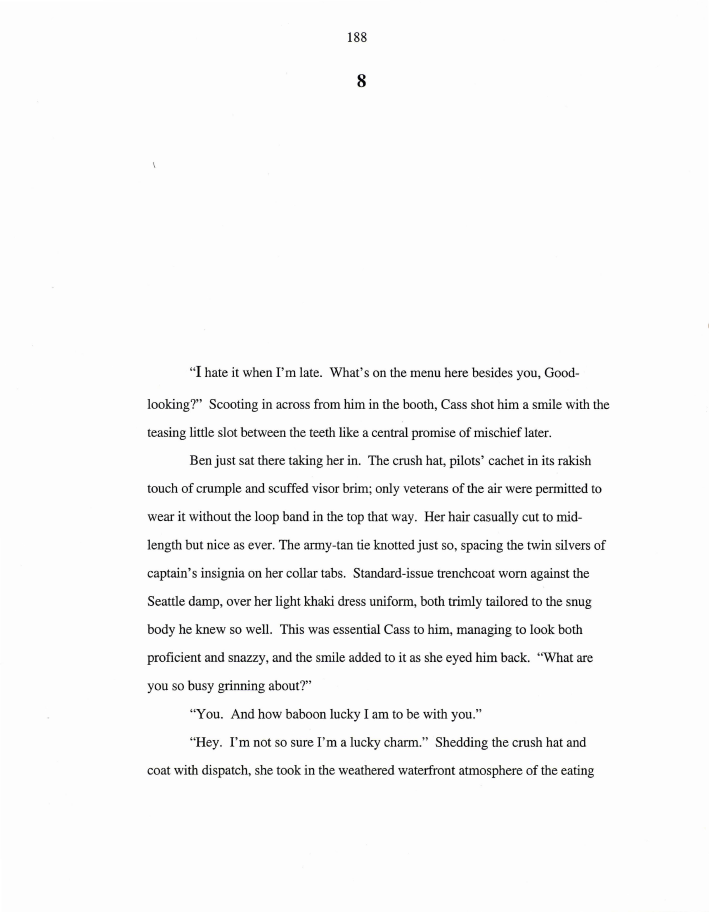 188
8
“I hate it when I’m late.  What’s on the menu here besides you, Good-
looking?”  Scooting in across from him in the booth, Cass shot him a smile with the
teasing little slot between the teeth like a central promise of mischief later.
Ben just sat there taking her in.  The crush hat, pilots’ cachet in its rakish
touch of crumple and scuffed visor brim; only veterans of the air were permitted to
wear it without the loop band in the top that way.  Her hair casually cut to mid-
length but nice as ever. The army-tan tie knotted just so, spacing the twin silvers of
captain’s insignia on her collar tabs.  Standard-issue trenchcoat worn against the
Seattle damp, over her light khaki dress uniform, both trimly tailored to the snug
body he knew so well.  This was essential Cass to him, managing to look both
proficient and snazzy, and the smile added to it as she eyed him back.  “What are
you so busy grinning about?”
“You.  And how baboon lucky I am to be with you.”
“Hey.  I’m not so sure I’m a lucky charm.”  Shedding the crush hat and
coat with dispatch, she took in the weathered waterfront atmosphere of the eating